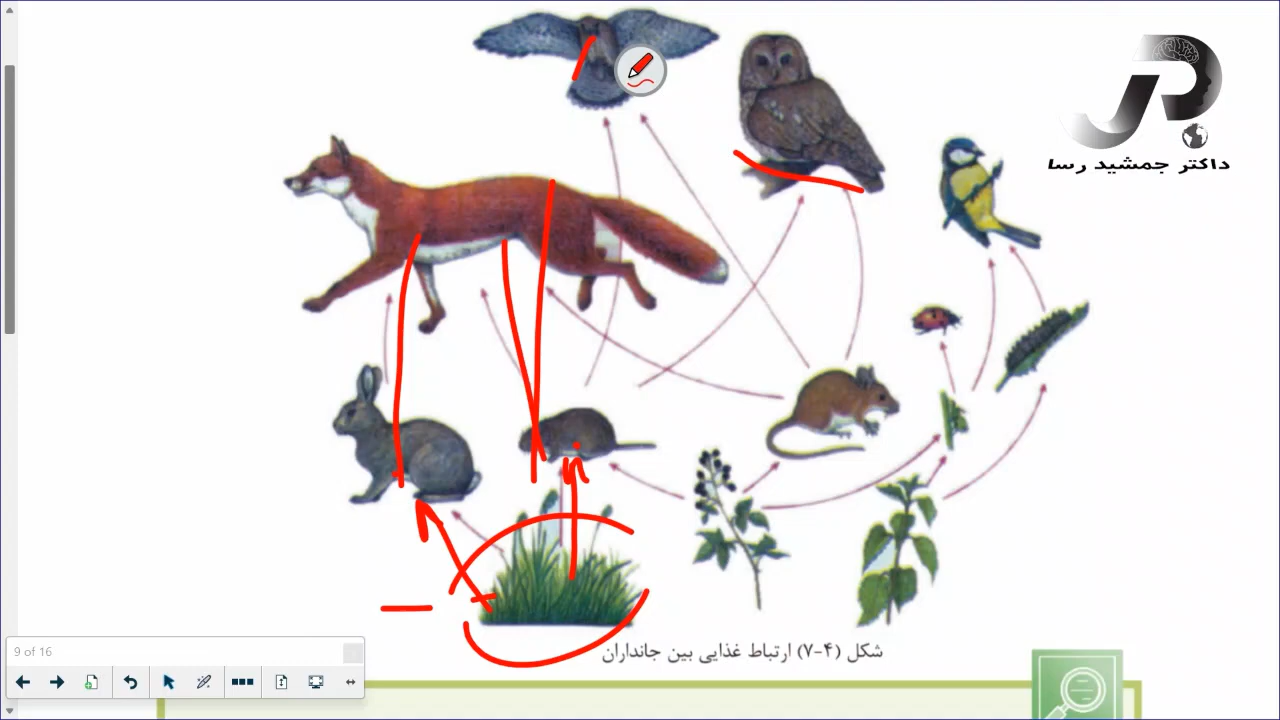 داکتر جمشید رسا
شکل (۴-۷) ارتباط غذایی بین جانداران
9 of 16